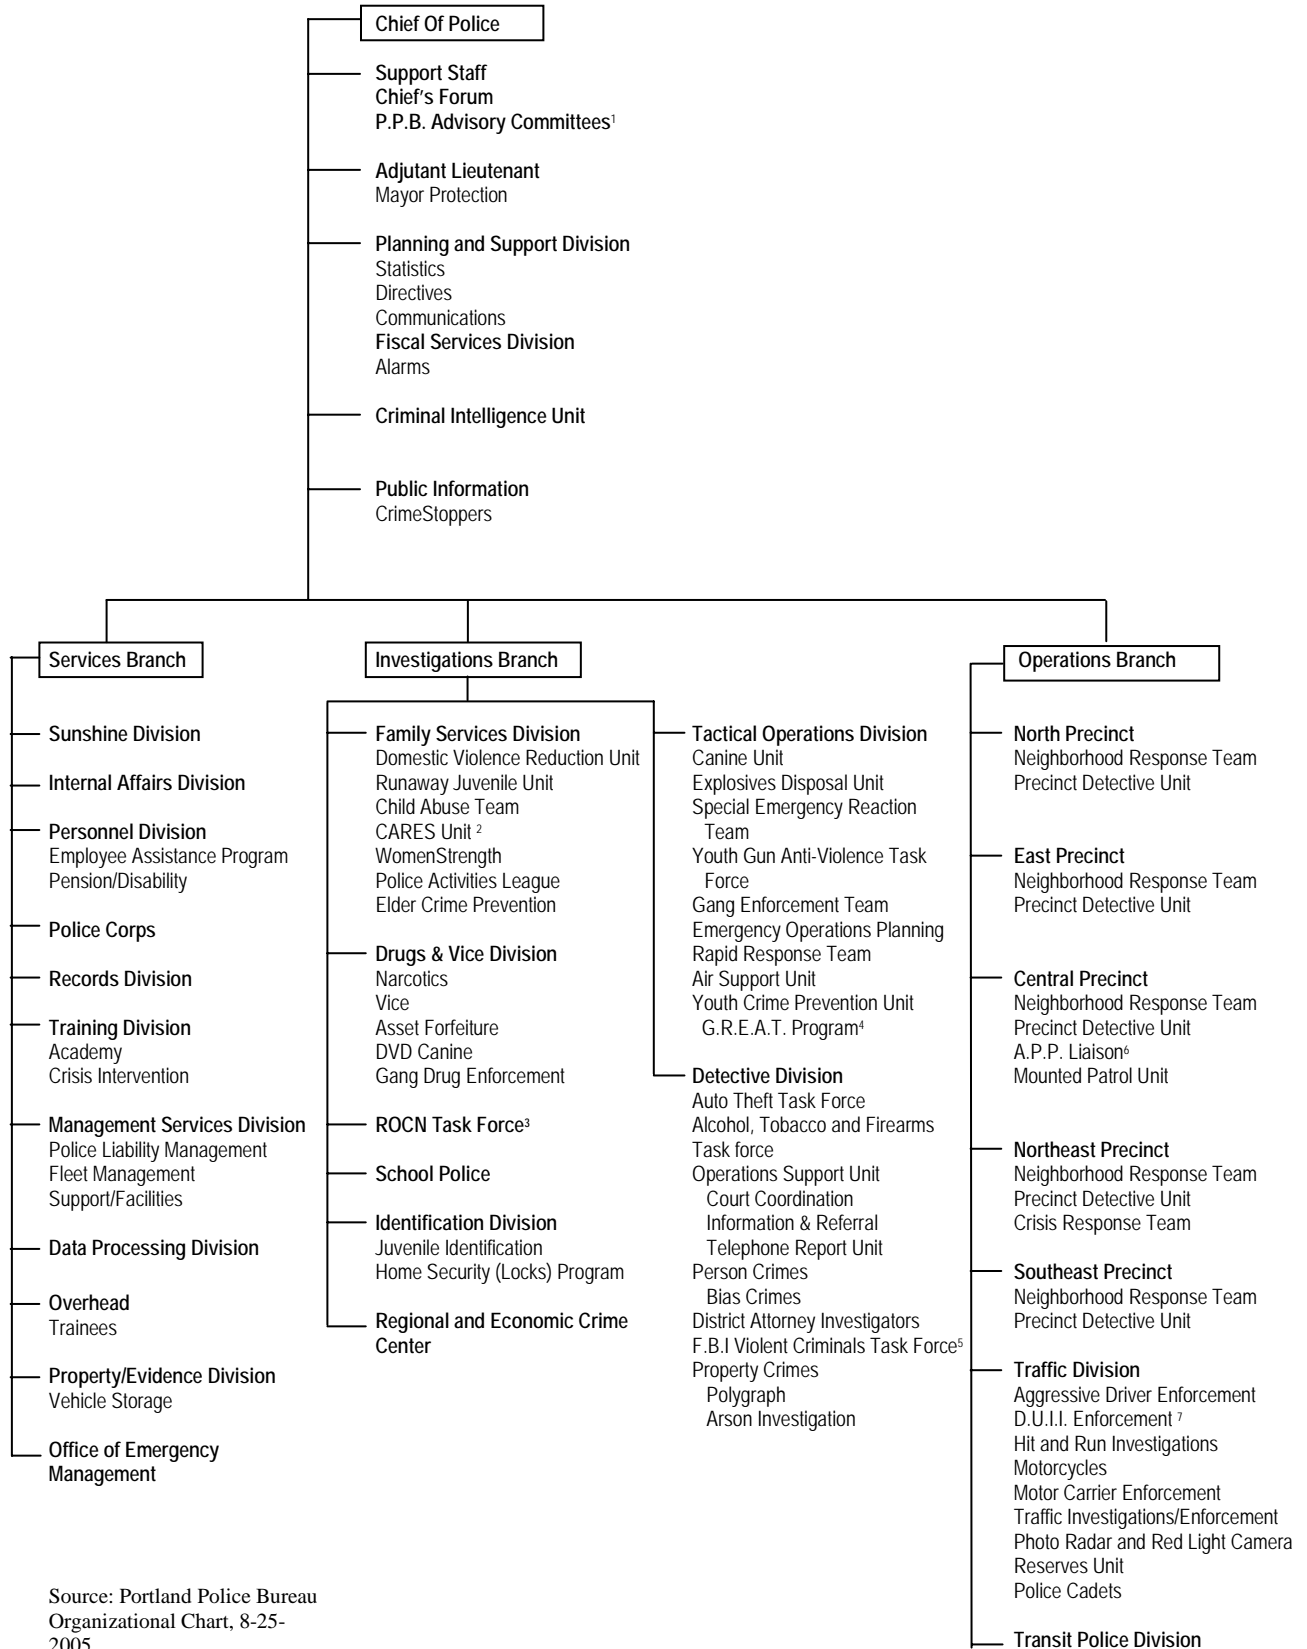 Chief Of Police
Support Staff
Chief's Forum
P.P.B. Advisory Committees¹
Adjutant Lieutenant
Mayor Protection
Planning and Support Division
Statistics
Directives
Communications
Fiscal Services Division
Alarms
Criminal Intelligence Unit
Public Information
CrimeStoppers
Services Branch
Sunshine Division
Internal Affairs Division
Personnel Division
Employee Assistance Program
Pension/Disability
Police Corps
Records Division
Training Division
Academy
Crisis Intervention
Management Services Division
Police Liability Management
Fleet Management
Support/Facilities
Data Processing Division
Overhead
Trainees
Property/Evidence Division
Vehicle Storage
Office of Emergency
Management
Investigations Branch
Family Services Division
Domestic Violence Reduction Unit
Runaway Juvenile Unit
Child Abuse Team
CARES Unit ²
WomenStrength
Police Activities League
Elder Crime Prevention
Drugs & Vice Division
Narcotics
Vice
Asset Forfeiture
DVD Canine
Gang Drug Enforcement
ROCN Task Force³
School Police
Identification Division
Juvenile Identification
Home Security (Locks) Program
Regional and Economic Crime
Center
Tactical Operations Division
Canine Unit
Explosives Disposal Unit
Special Emergency Reaction
Team
Youth Gun Anti-Violence Task
Force
Gang Enforcement Team
Emergency Operations Planning
Rapid Response Team
Air Support Unit
Youth Crime Prevention Unit
G.R.E.A.T. Program⁴
Detective Division
Auto Theft Task Force
Alcohol, Tobacco and Firearms
Task force
Operations Support Unit
Court Coordination
Information & Referral
Telephone Report Unit
Person Crimes
Bias Crimes
District Attorney Investigators
F.B.I Violent Criminals Task Force⁵
Property Crimes
Polygraph
Arson Investigation
Operations Branch
North Precinct
Neighborhood Response Team
Precinct Detective Unit
East Precinct
Neighborhood Response Team
Precinct Detective Unit
Central Precinct
Neighborhood Response Team
Precinct Detective Unit
A.P.P. Liaison⁶
Mounted Patrol Unit
Northeast Precinct
Neighborhood Response Team
Precinct Detective Unit
Crisis Response Team
Southeast Precinct
Neighborhood Response Team
Precinct Detective Unit
Traffic Division
Aggressive Driver Enforcement
D.U.I.I. Enforcement ⁷
Hit and Run Investigations
Motorcycles
Motor Carrier Enforcement
Traffic Investigations/Enforcement
Photo Radar and Red Light Camera
Reserves Unit
Police Cadets
Transit Police Division
Source: Portland Police Bureau
Organizational Chart, 8-25-
2005